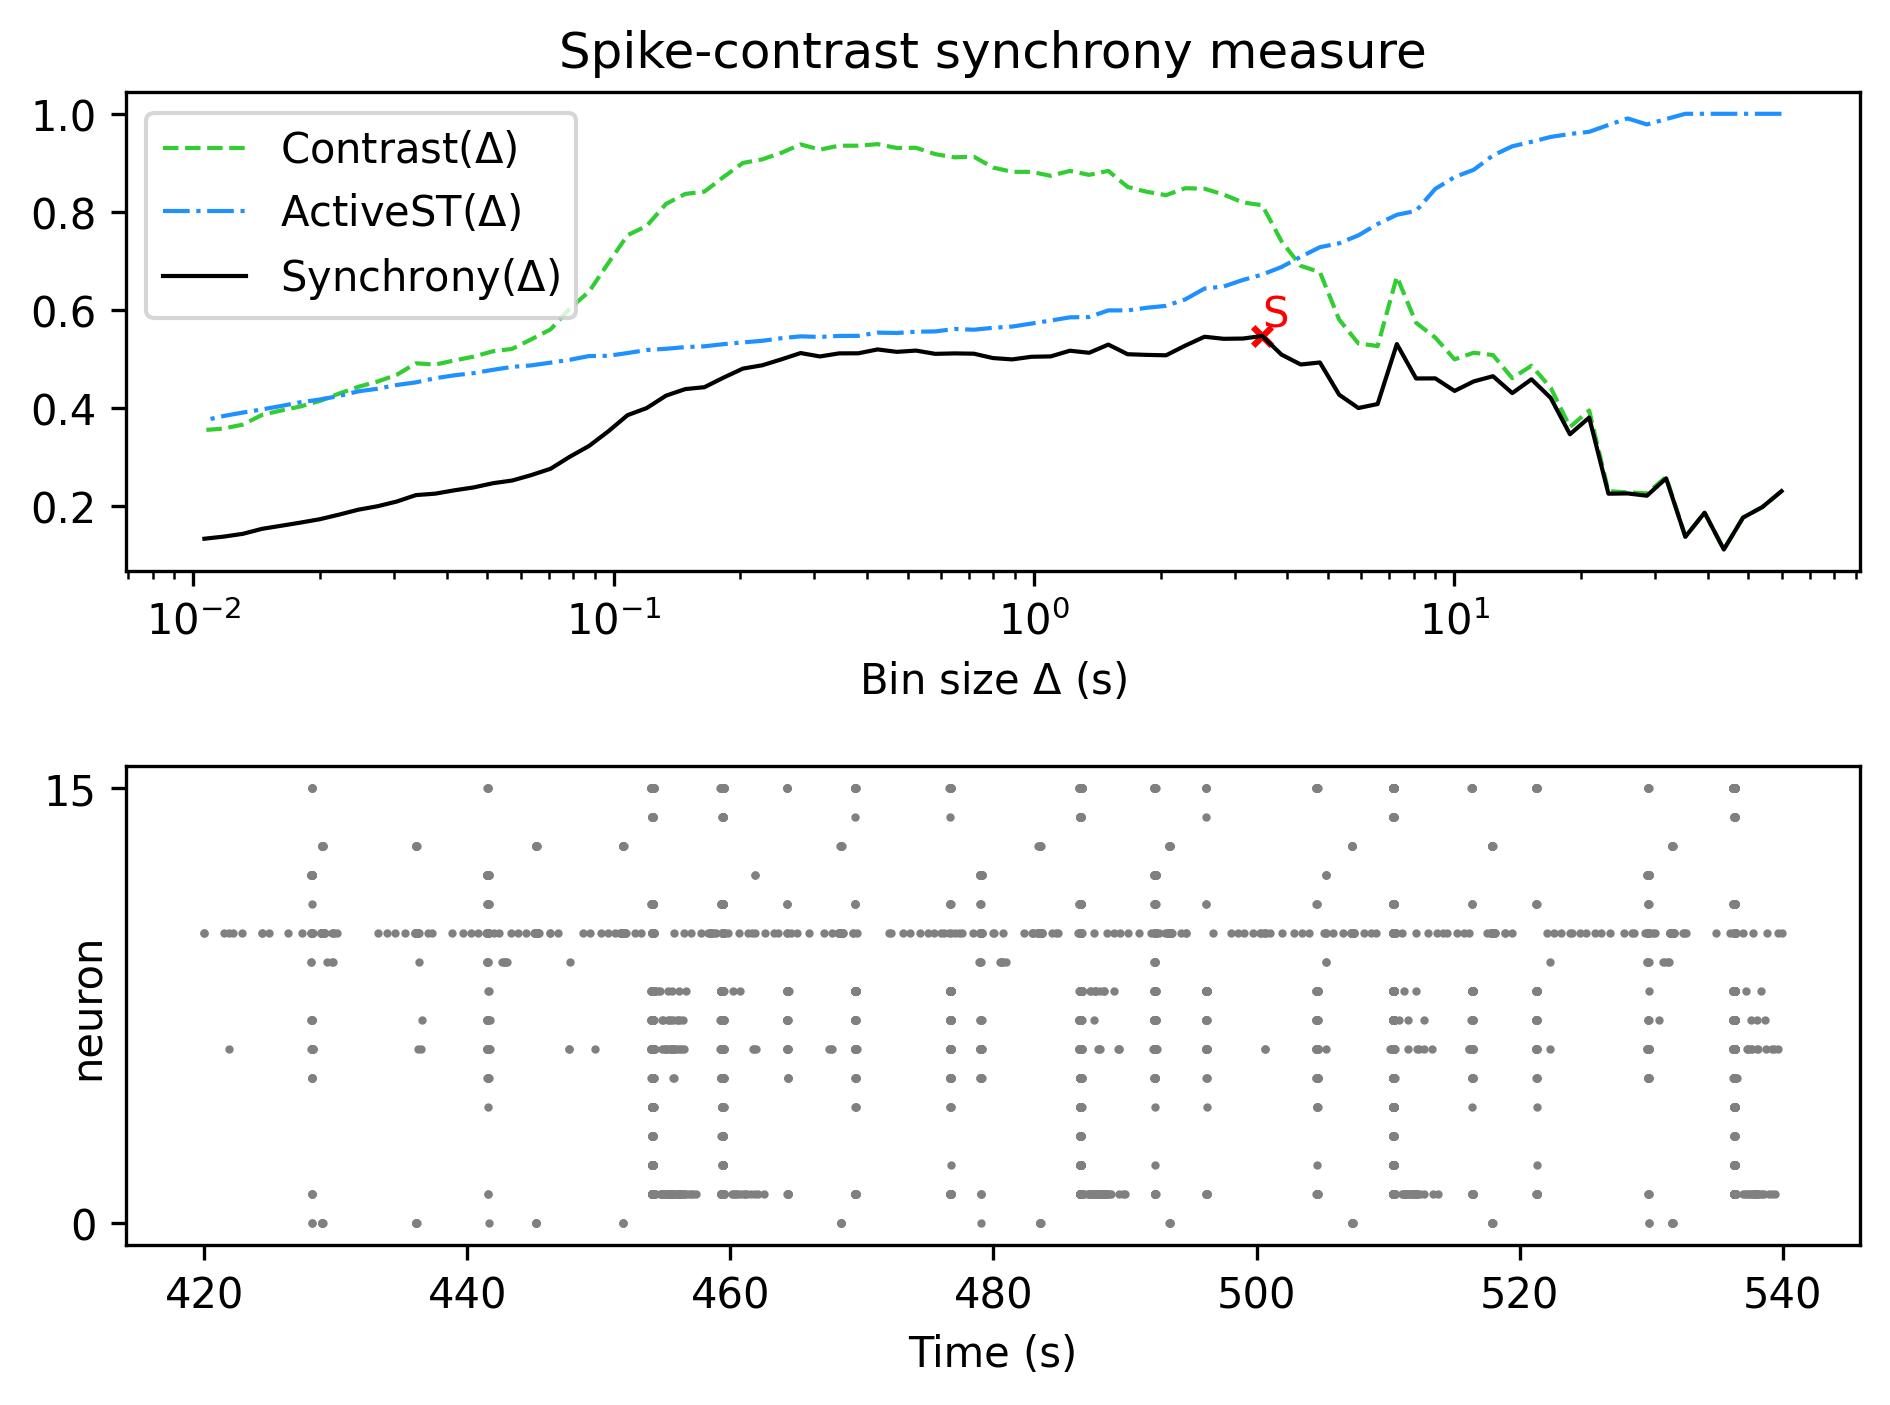 Spike-contrast synchrony measure
1.0
0.8
0.6
0.4
0.2
Contrast(Δ)
ActiveST(Δ)
Synchrony(Δ)
S
10⁻² 10⁻¹ 10⁰ 10¹
Bin size Δ (s)
15
0
neuron
420 440 460 480 500 520 540
Time (s)